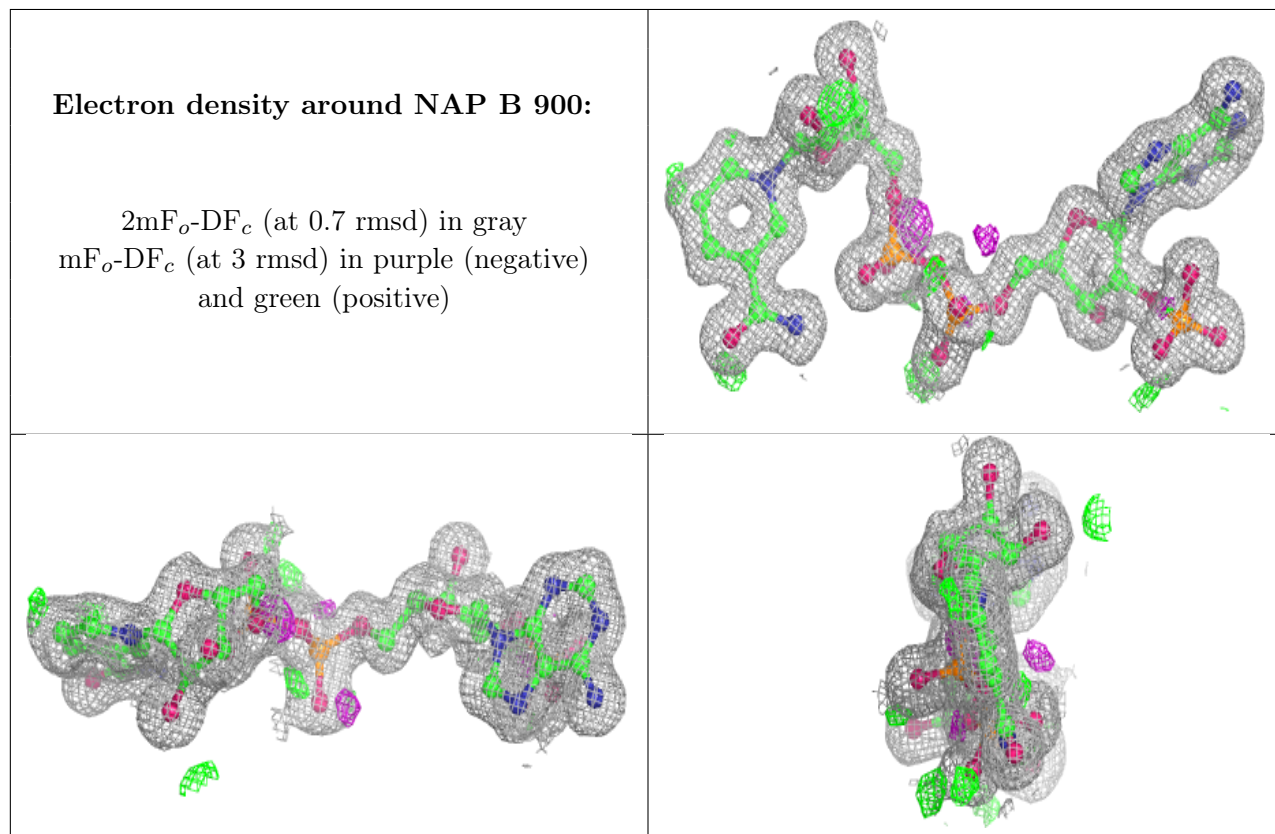 Electron density around NAP B 900:
2mFo-DFc (at 0.7 rmsd) in gray
mFo-DFc (at 3 rmsd) in purple (negative)
and green (positive)